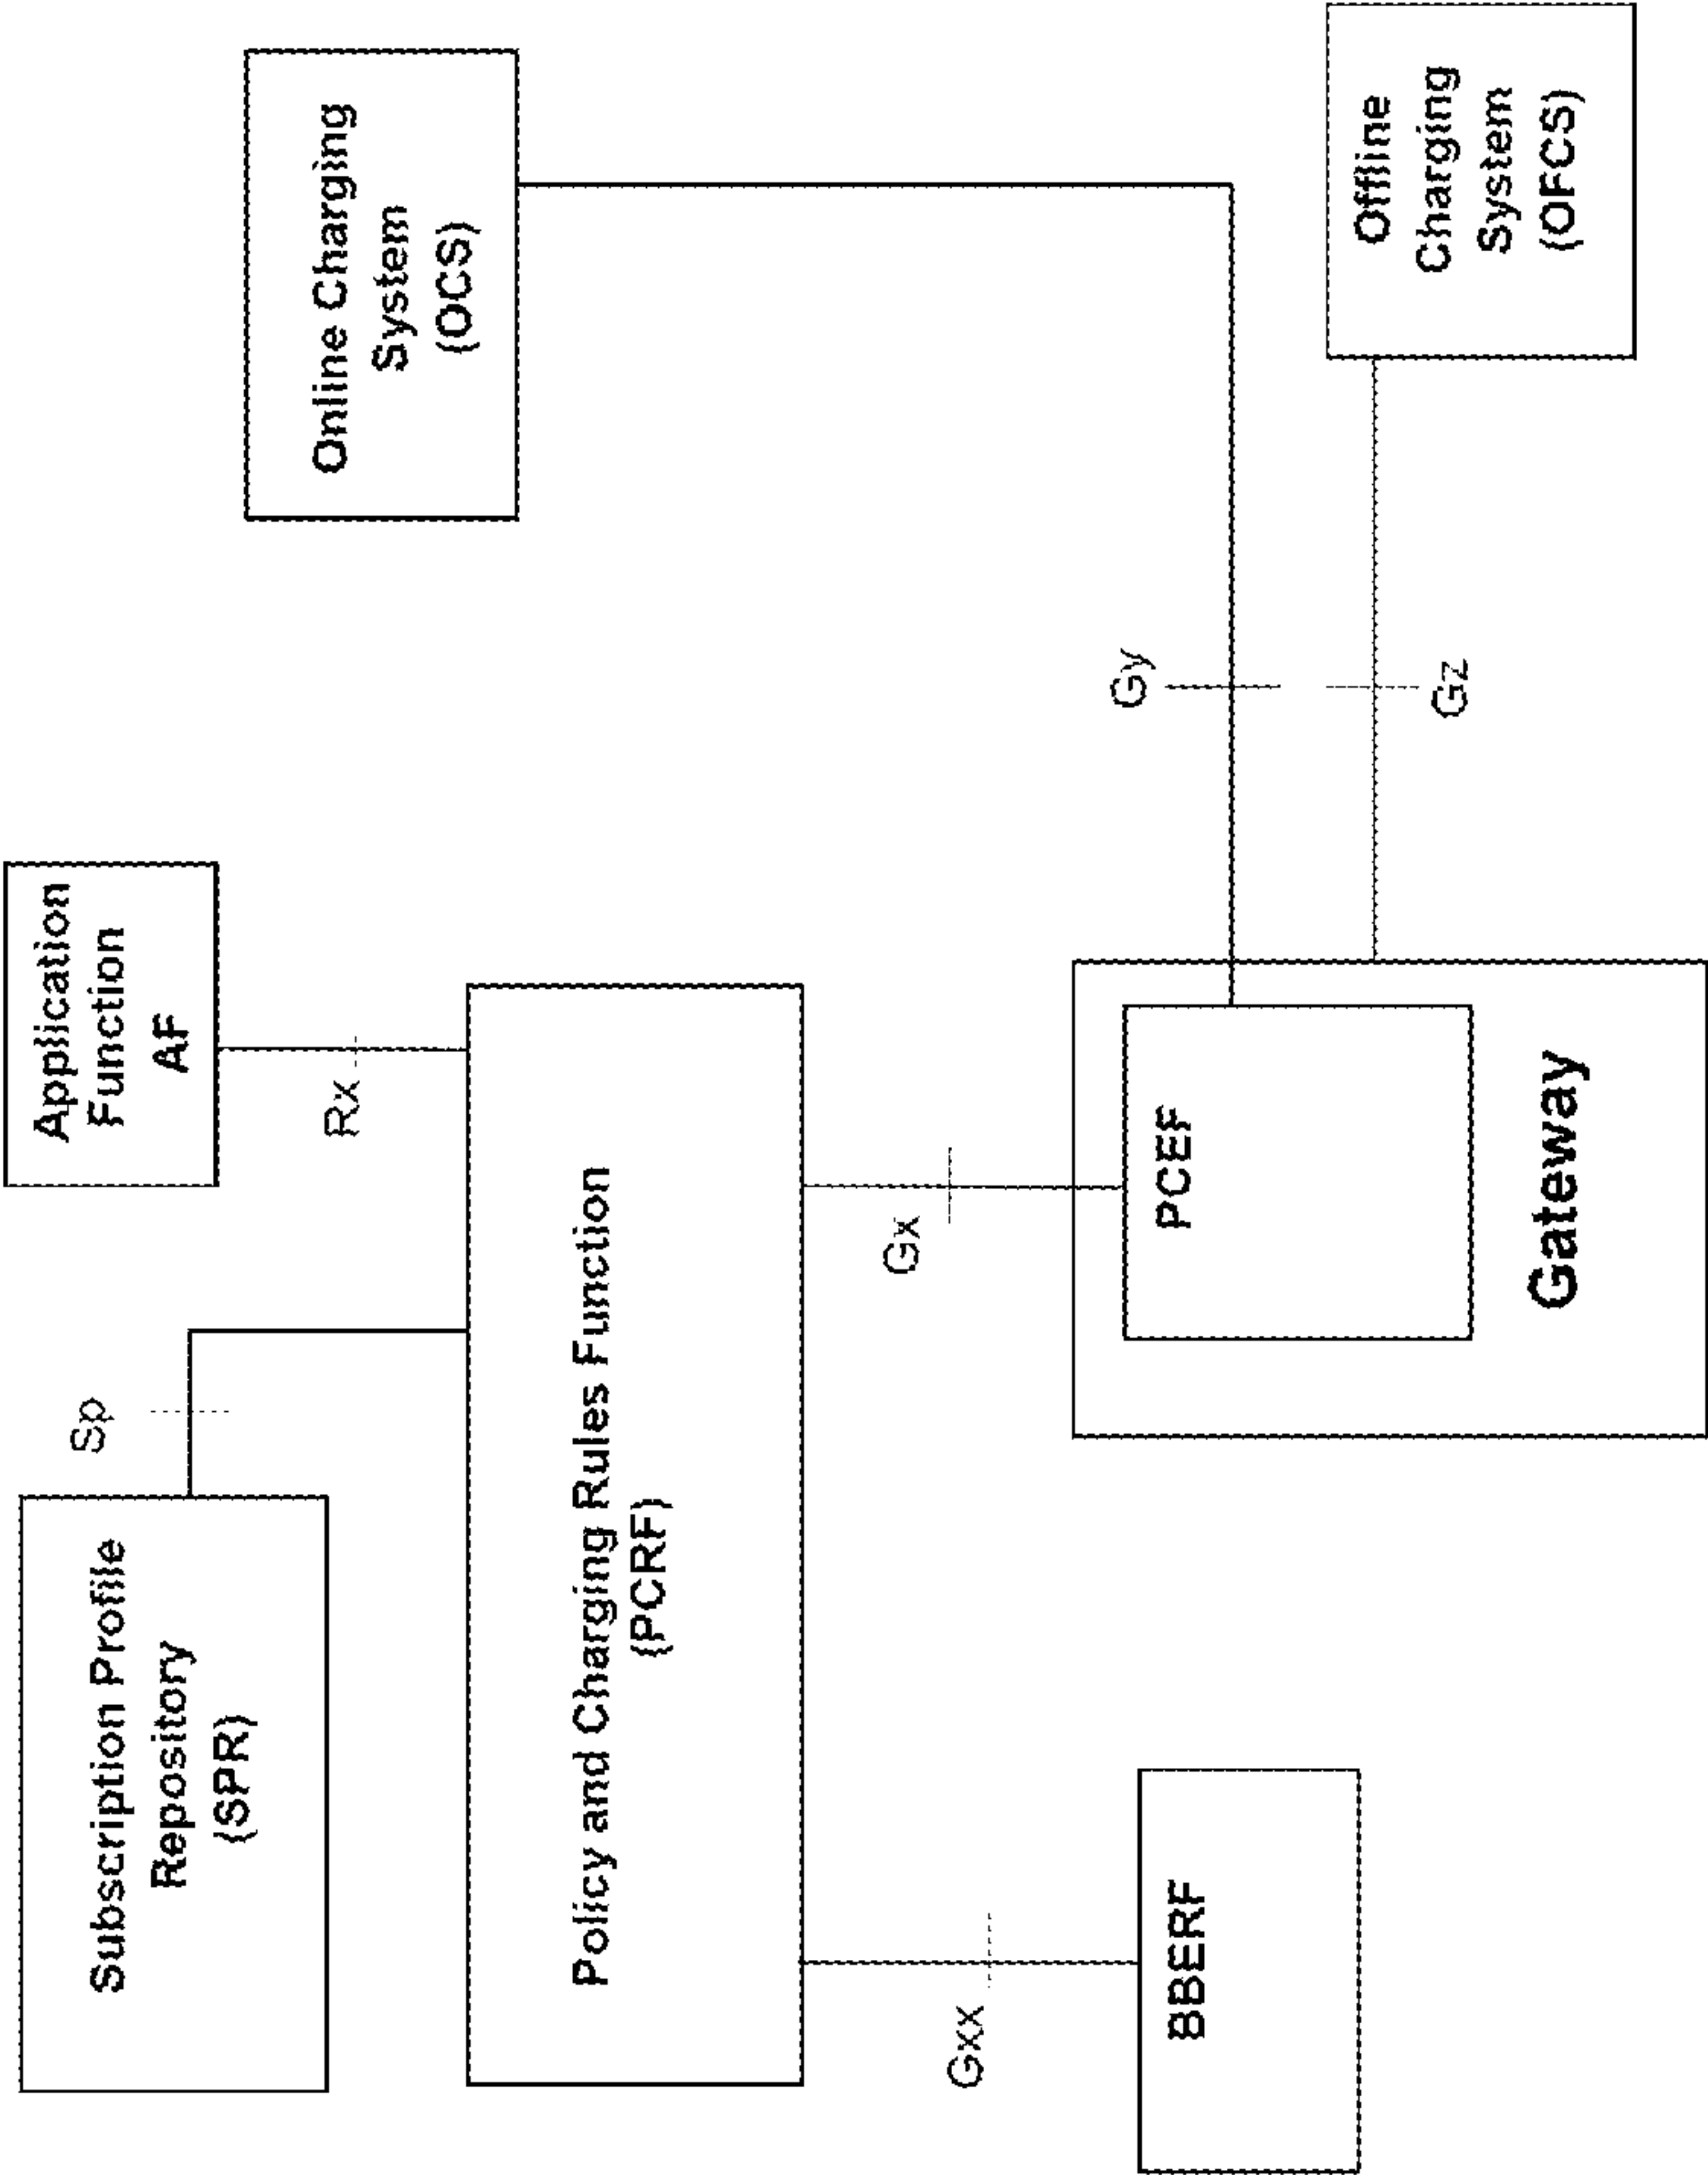 Subscription Profile
Repository
(SPR)
Sp
Application
Function
AF
Rx
Online Charging
System
(OCS)
Policy and Charging Rules Function
(PCRF)
Gxx
Gx
Gy
BBERF
PCEF
Gateway
Gz
Offline
Charging
System
(OFCS)